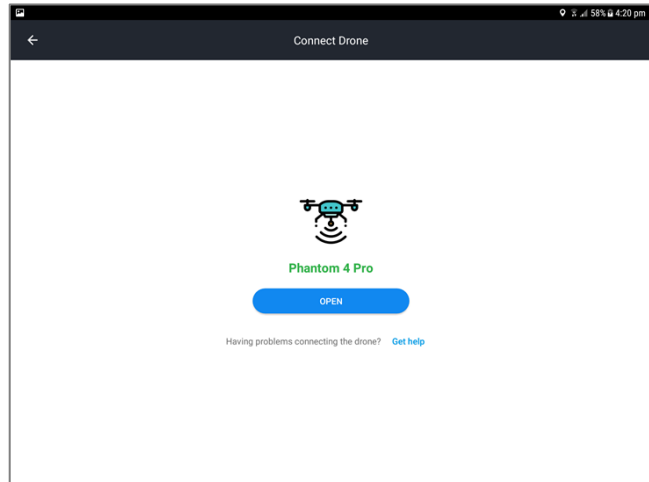 58% 4:20 pm
Connect Drone
Phantom 4 Pro
OPEN
Having problems connecting the drone? Get help